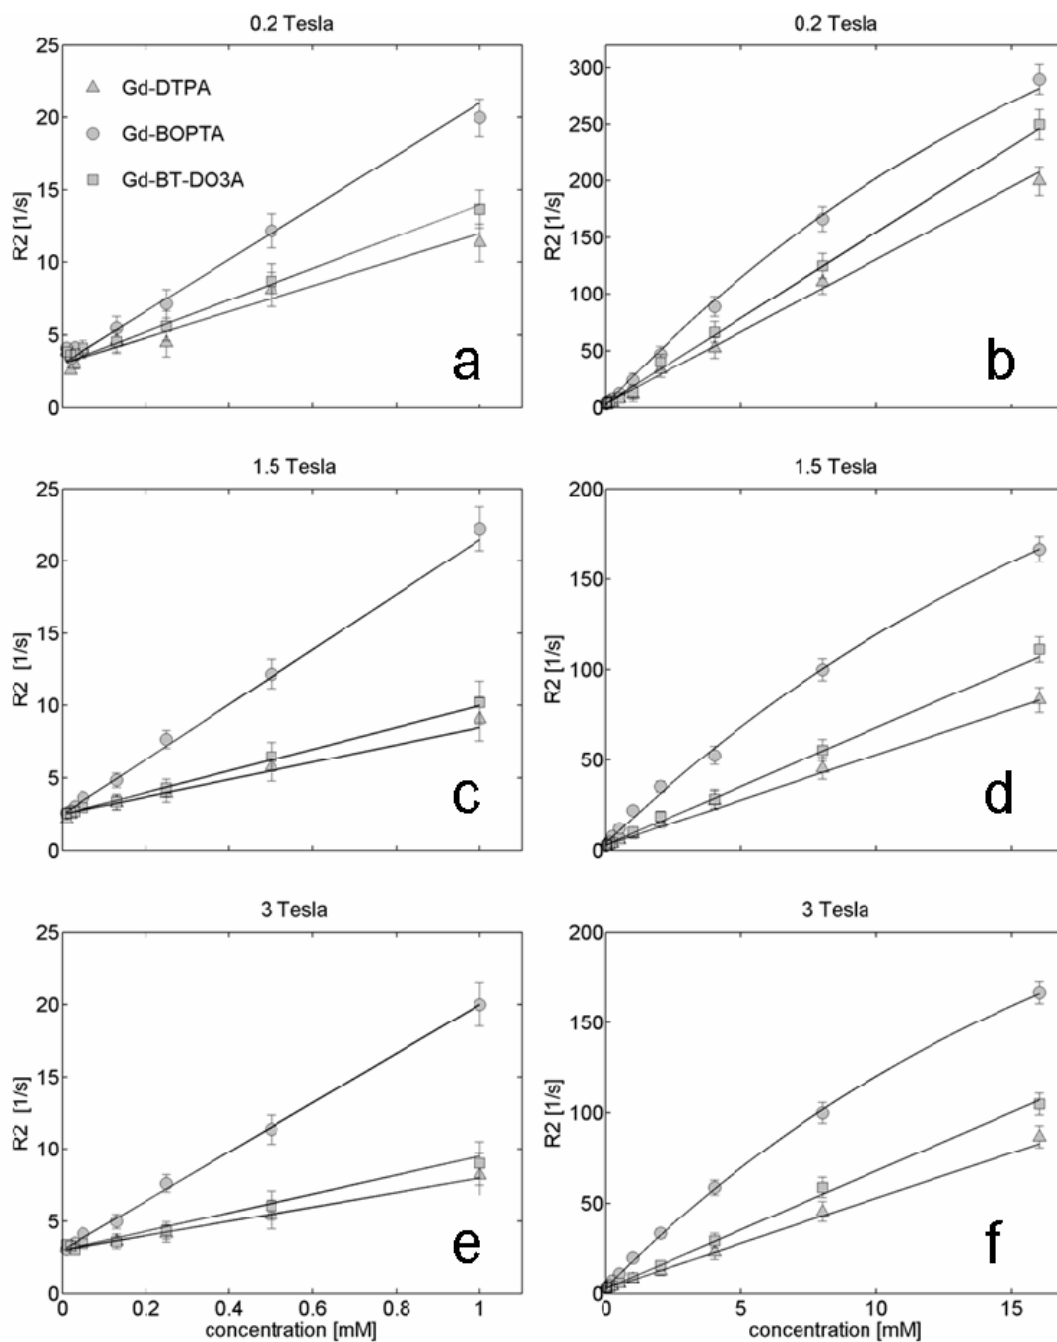 0.2 Tesla
25
20
15
10
5
0
R2 [1/s]
Gd-DTPA
Gd-BOPTA
Gd-BT-DO3A
a
0.2 Tesla
300
250
200
150
100
50
0
R2 [1/s]
b
1.5 Tesla
25
20
15
10
5
0
R2 [1/s]
c
1.5 Tesla
200
150
100
50
0
R2 [1/s]
d
3 Tesla
25
20
15
10
5
0
R2 [1/s]
e
0 0.2 0.4 0.6 0.8 1
concentration [mM]
3 Tesla
200
150
100
50
0
R2 [1/s]
f
0 5 10 15
concentration [mM]